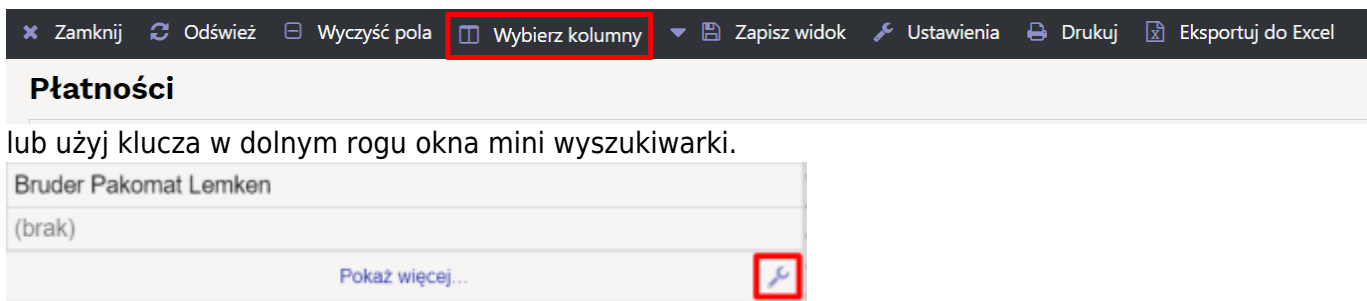 Zamknij Odśwież Wyczyść pola Wybierz kolumny Zapisz widok Ustawienia Drukuj Eksportuj do Excel
Płatności
lub użyj klucza w dolnym rogu okna mini wyszukiwarki.
Bruder Pakomat Lemken
(brak)
Pokaż więcej...